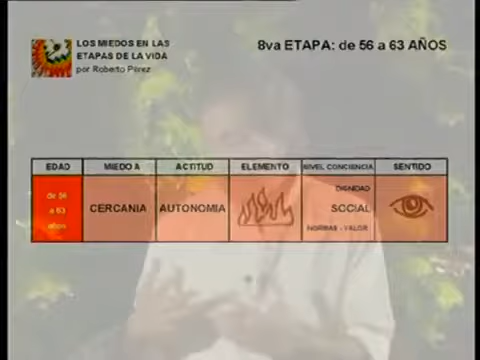 LOS MIEDOS EN LAS
ETAPAS DE LA VIDA
por Roberto Pérez
8va ETAPA: de 56 a 63 AÑOS
EDAD MIEDO A ACTITUD ELEMENTO NIVEL CONCIENCIA SENTIDO
de 56
a 63
años
CERCANIA AUTONOMIA
DIGNIDAD
SOCIAL
NORMAS - VALOR